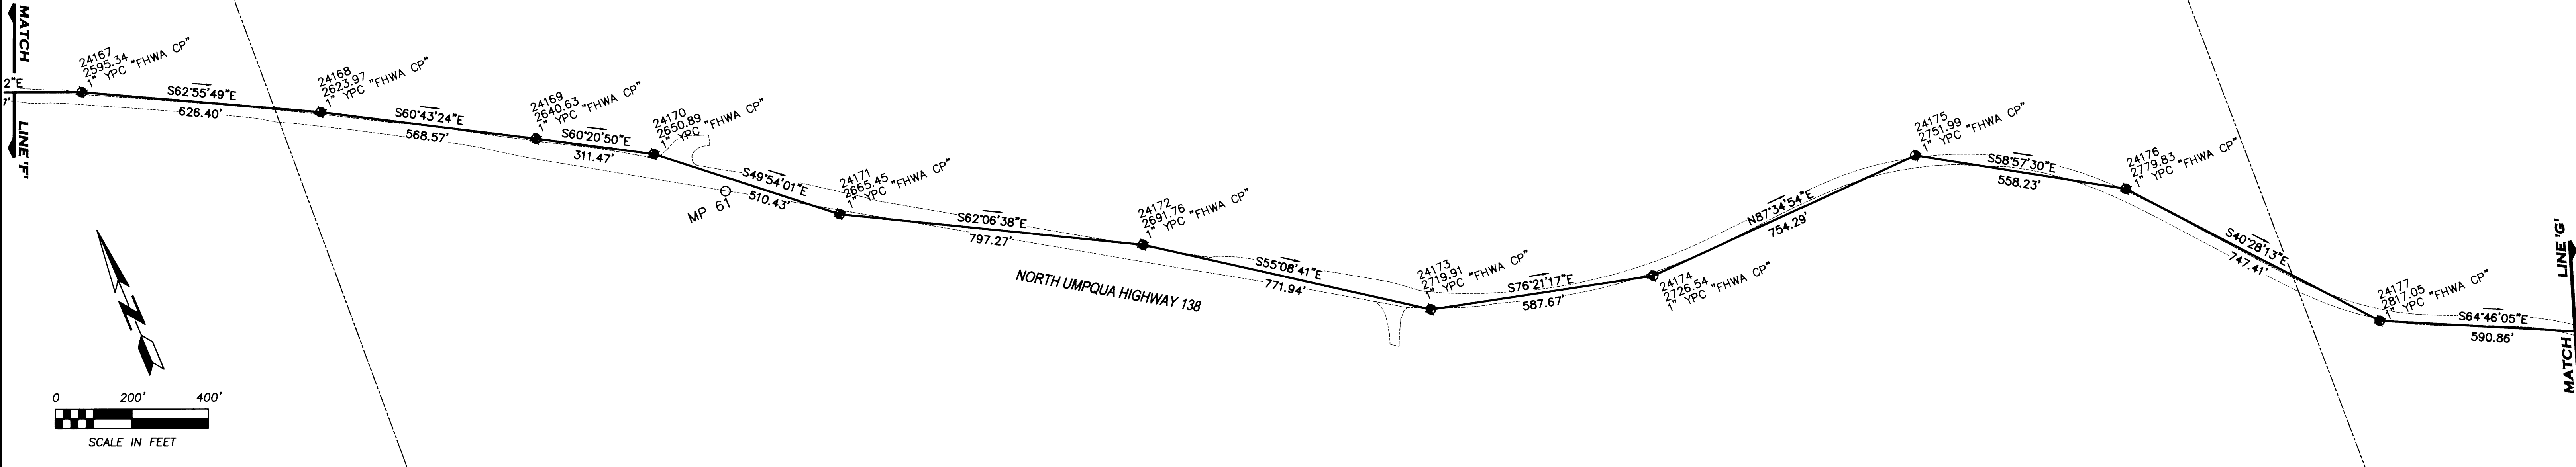 MATCH
LINE 'F'
2"E
7'
24167
2595.34
1" YPC "FHWA CP"
S62°55'49"E
626.40'
24168
2623.97
1" YPC "FHWA CP"
S60°43'24"E
568.57'
24169
2640.63
1" YPC "FHWA CP"
S60°20'50"E
311.47'
24170
2650.89
1" YPC "FHWA CP"
S49°54'01"E
510.43'
MP 61
24171
2665.45
1" YPC "FHWA CP"
S62°06'38"E
797.27'
24172
2691.76
1" YPC "FHWA CP"
S55°08'41"E
771.94'
NORTH UMPQUA HIGHWAY 138
24173
2719.91
1" YPC "FHWA CP"
S76°21'17"E
587.67'
24174
2726.54
1" YPC "FHWA CP"
N87°34'54"E
754.29'
24175
2751.99
1" YPC "FHWA CP"
S58°57'30"E
558.23'
24176
2779.83
1" YPC "FHWA CP"
S40°28'13"E
747.41'
24177
2817.05
1" YPC "FHWA CP"
S64°46'05"E
590.86'
MATCH
LINE 'G'
N
0 200' 400'
SCALE IN FEET